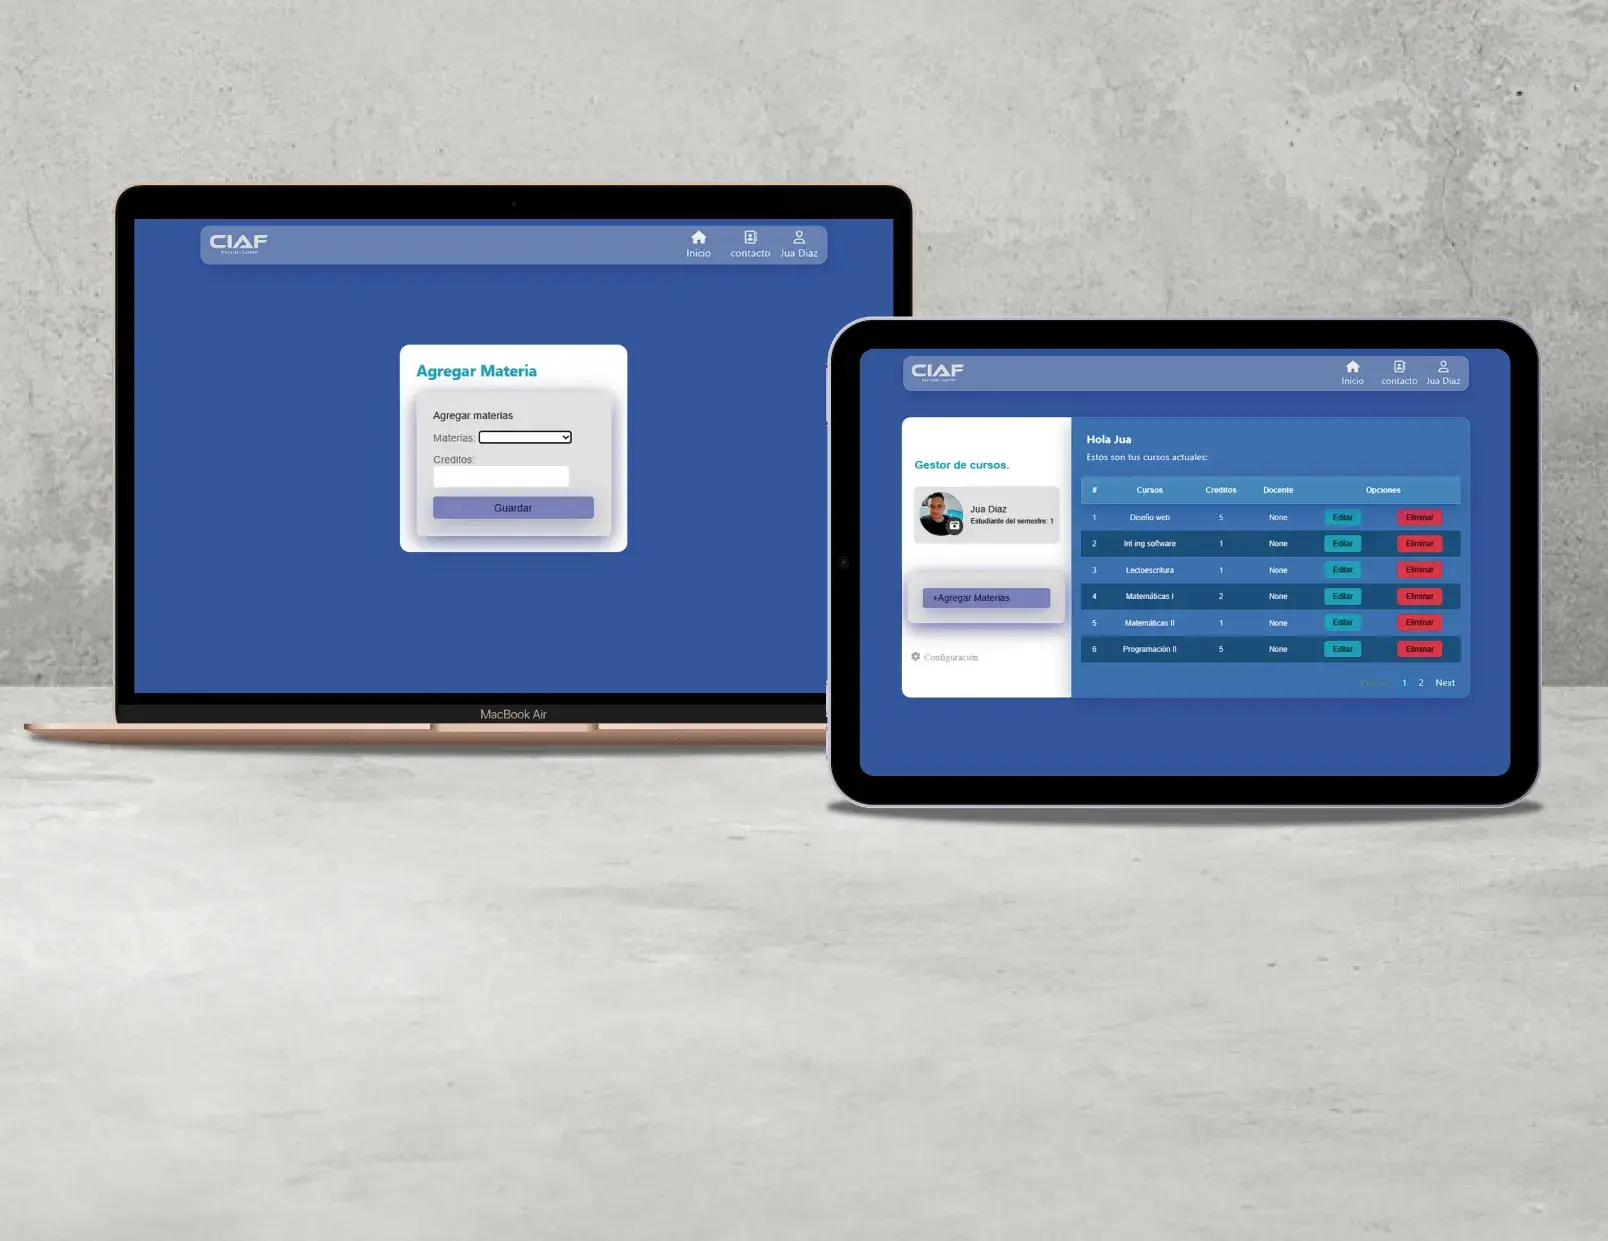 CIAF
Inicio
contacto
Jua Diaz
Agregar Materia
Agregar materias
Materias:
Creditos:
Guardar
MacBook Air
CIAF
Inicio
contacto
Jua Diaz
Gestor de cursos.
Jua Diaz
Estudiante del semestre: 1
+Agregar Materias
Configuración
Hola Jua
Estos son tus cursos actuales:
# Cursos Creditos Docente Opciones
1 Diseño web 5 None Editar Eliminar
2 Int ing software 1 None Editar Eliminar
3 Lectoescritura 1 None Editar Eliminar
4 Matemáticas I 2 None Editar Eliminar
5 Matemáticas II 1 None Editar Eliminar
6 Programación II 5 None Editar Eliminar
1 2 Next